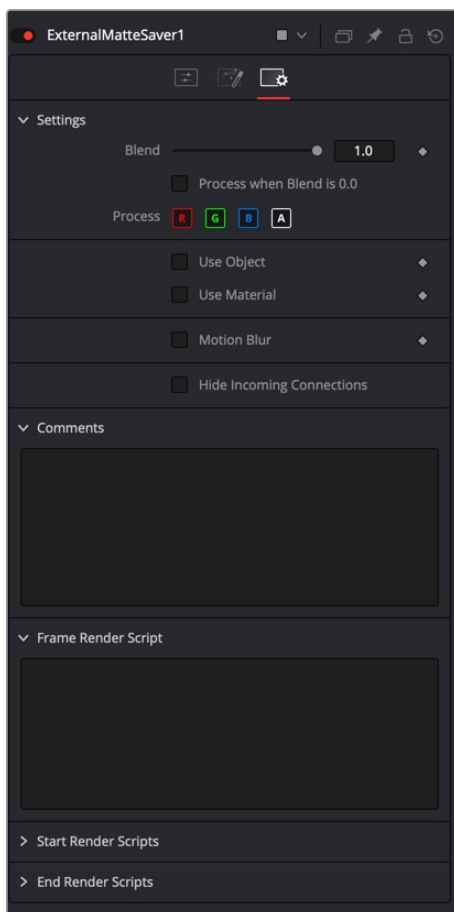 ExternalMatteSaver1
Settings
Blend 1.0
Process when Blend is 0.0
Process R G B A
Use Object
Use Material
Motion Blur
Hide Incoming Connections
Comments
Frame Render Script
Start Render Scripts
End Render Scripts